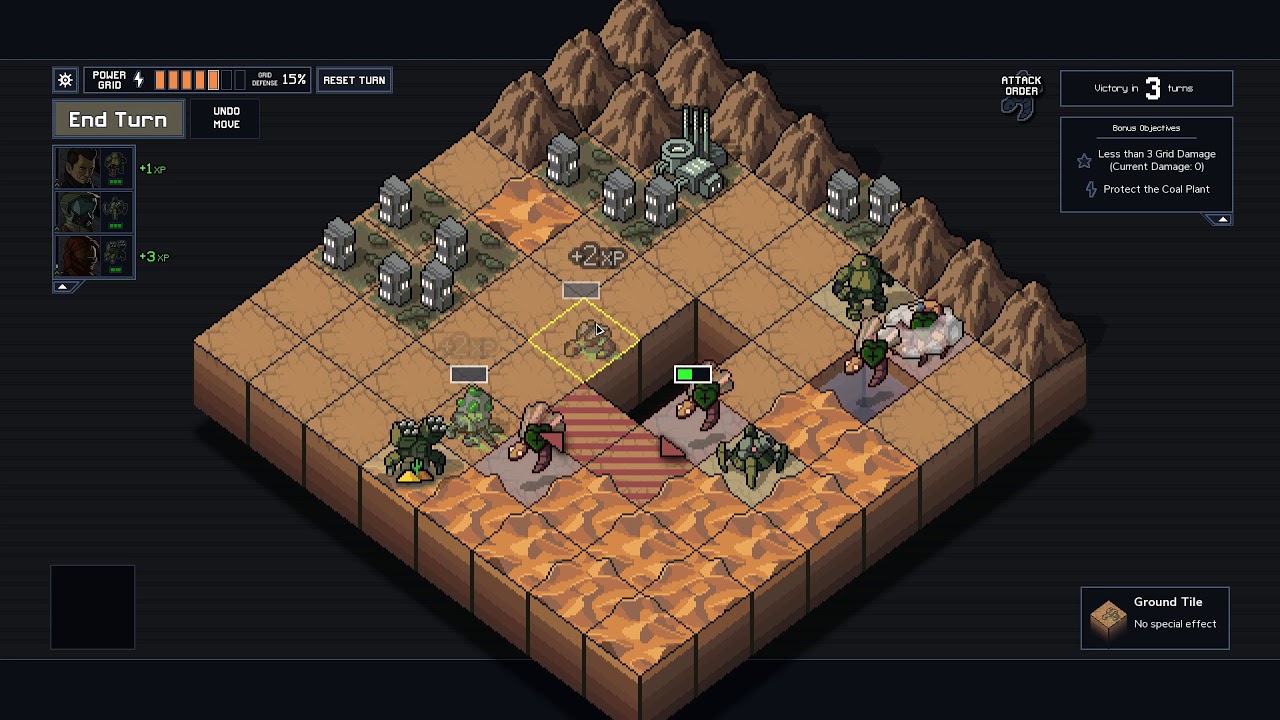 POWER
GRID
GRID
DEFENSE
15%
RESET TURN
End Turn
UNDO
MOVE
+1 XP
+3 XP
ATTACK
ORDER
Victory in 3 turns
Bonus Objectives
Less than 3 Grid Damage
(Current Damage: 0)
Protect the Coal Plant
+2 XP
+2 XP
Ground Tile
No special effect